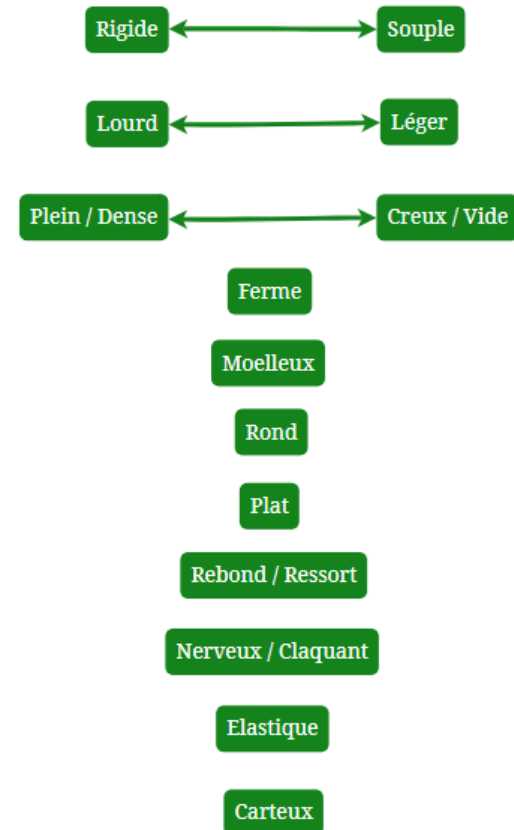 Rigide Souple
Lourd Léger
Plein / Dense Creux / Vide
Ferme
Moelleux
Rond
Plat
Rebond / Ressort
Nerveux / Claquant
Elastique
Carteux